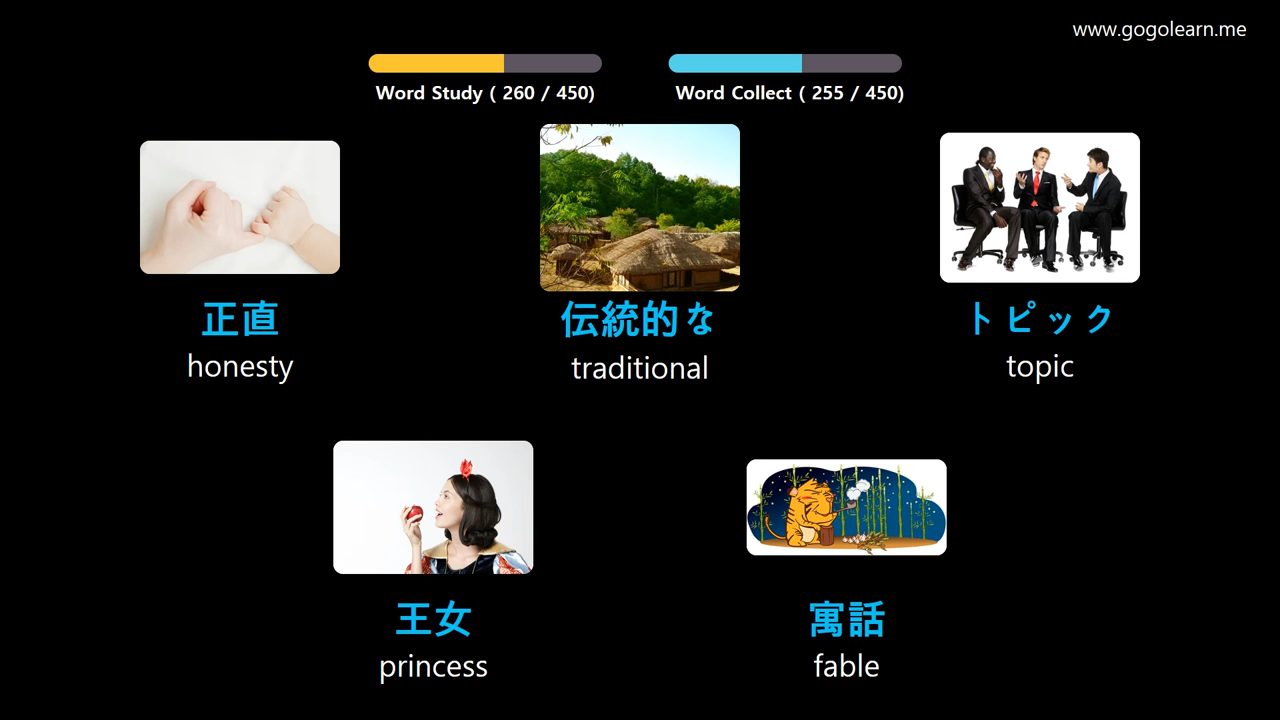 www.gogolearn.me
Word Study ( 260 / 450)
Word Collect ( 255 / 450)
正直
honesty
伝統的な
traditional
トピック
topic
王女
princess
寓話
fable